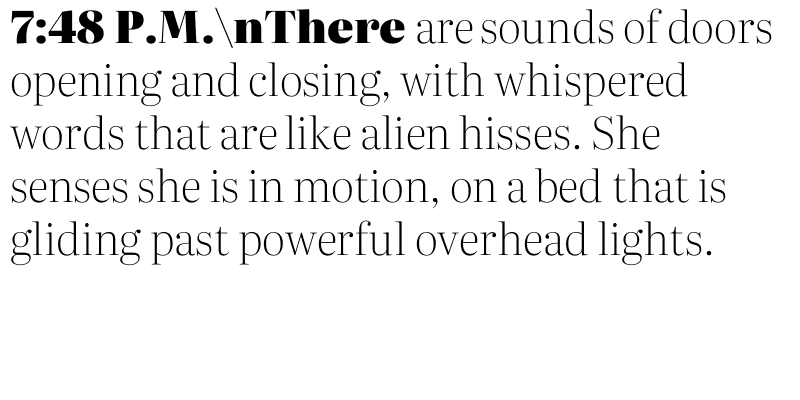 7:48 P.M.\nThere are sounds of doors
opening and closing, with whispered
words that are like alien hisses. She
senses she is in motion, on a bed that is
gliding past powerful overhead lights.